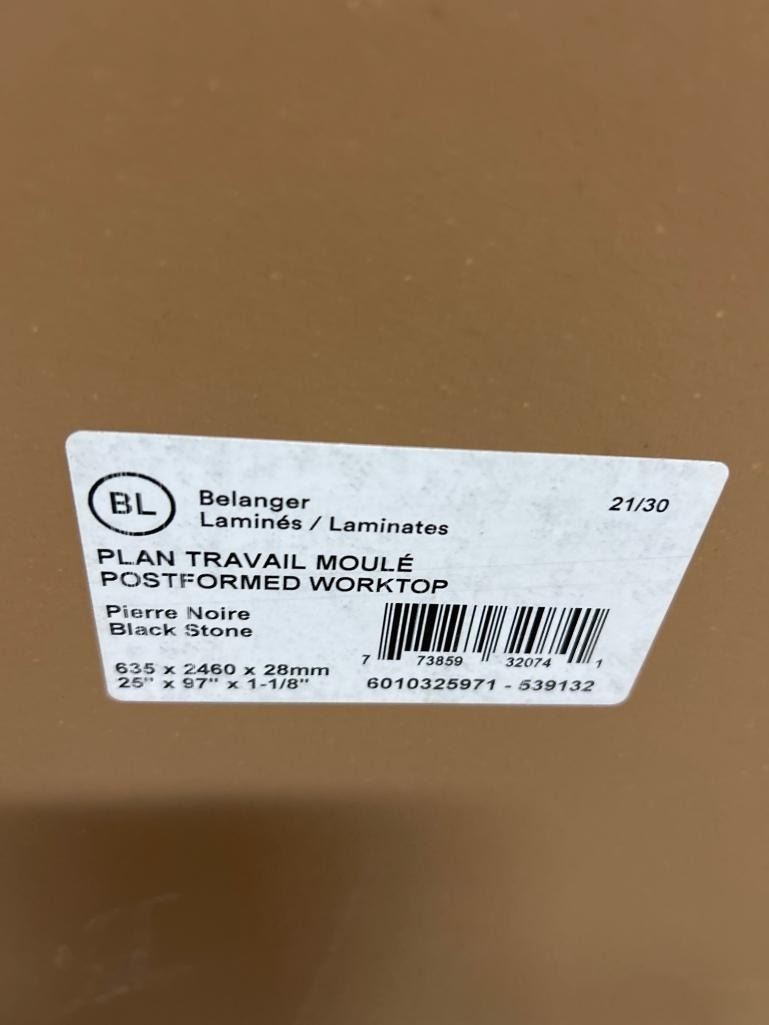 BL
Belanger
Laminés / Laminates
21/30
PLAN TRAVAIL MOULÉ
POSTFORMED WORKTOP
Pierre Noire
Black Stone
635 x 2460 x 28mm
25" x 97" x 1-1/8"
7 73859 32074 1
6010325971 - 539132